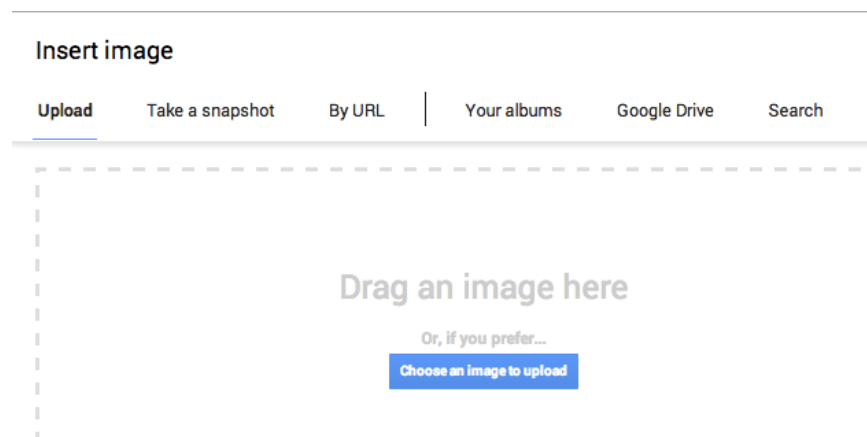 Insert image
Upload Take a snapshot By URL Your albums Google Drive Search
Drag an image here
Or, if you prefer...
Choose an image to upload